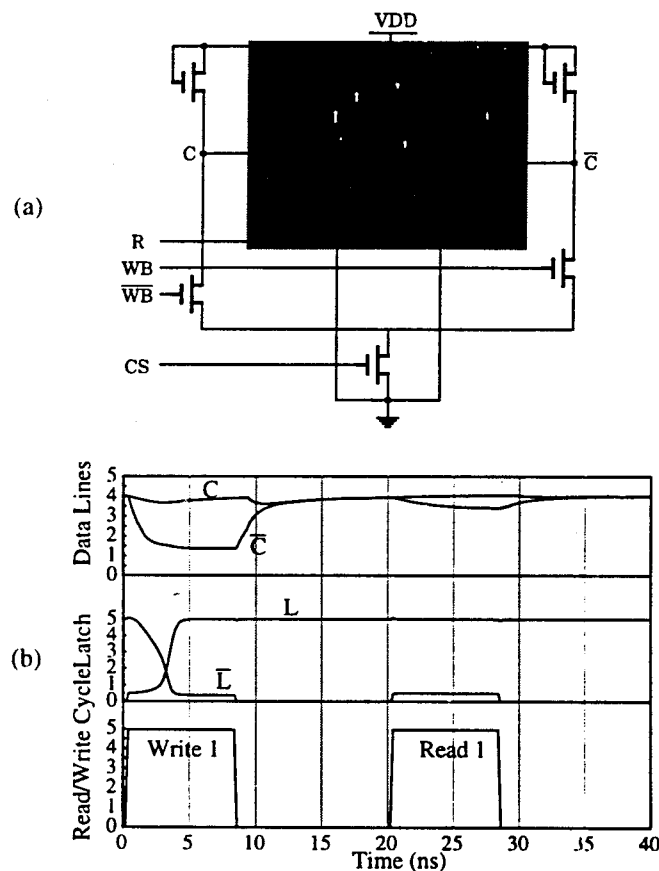 VDD
C
C̅
(a)
R
WB
W̅B̅
CS
Data Lines
5
4
3
2
1
0
C
C̅
(b)
Read/Write Cycle Latch
5
4
3
2
1
0
L
L̅
5
4
3
2
1
0
Write 1
Read 1
0 5 10 15 20 25 30 35 40
Time (ns)